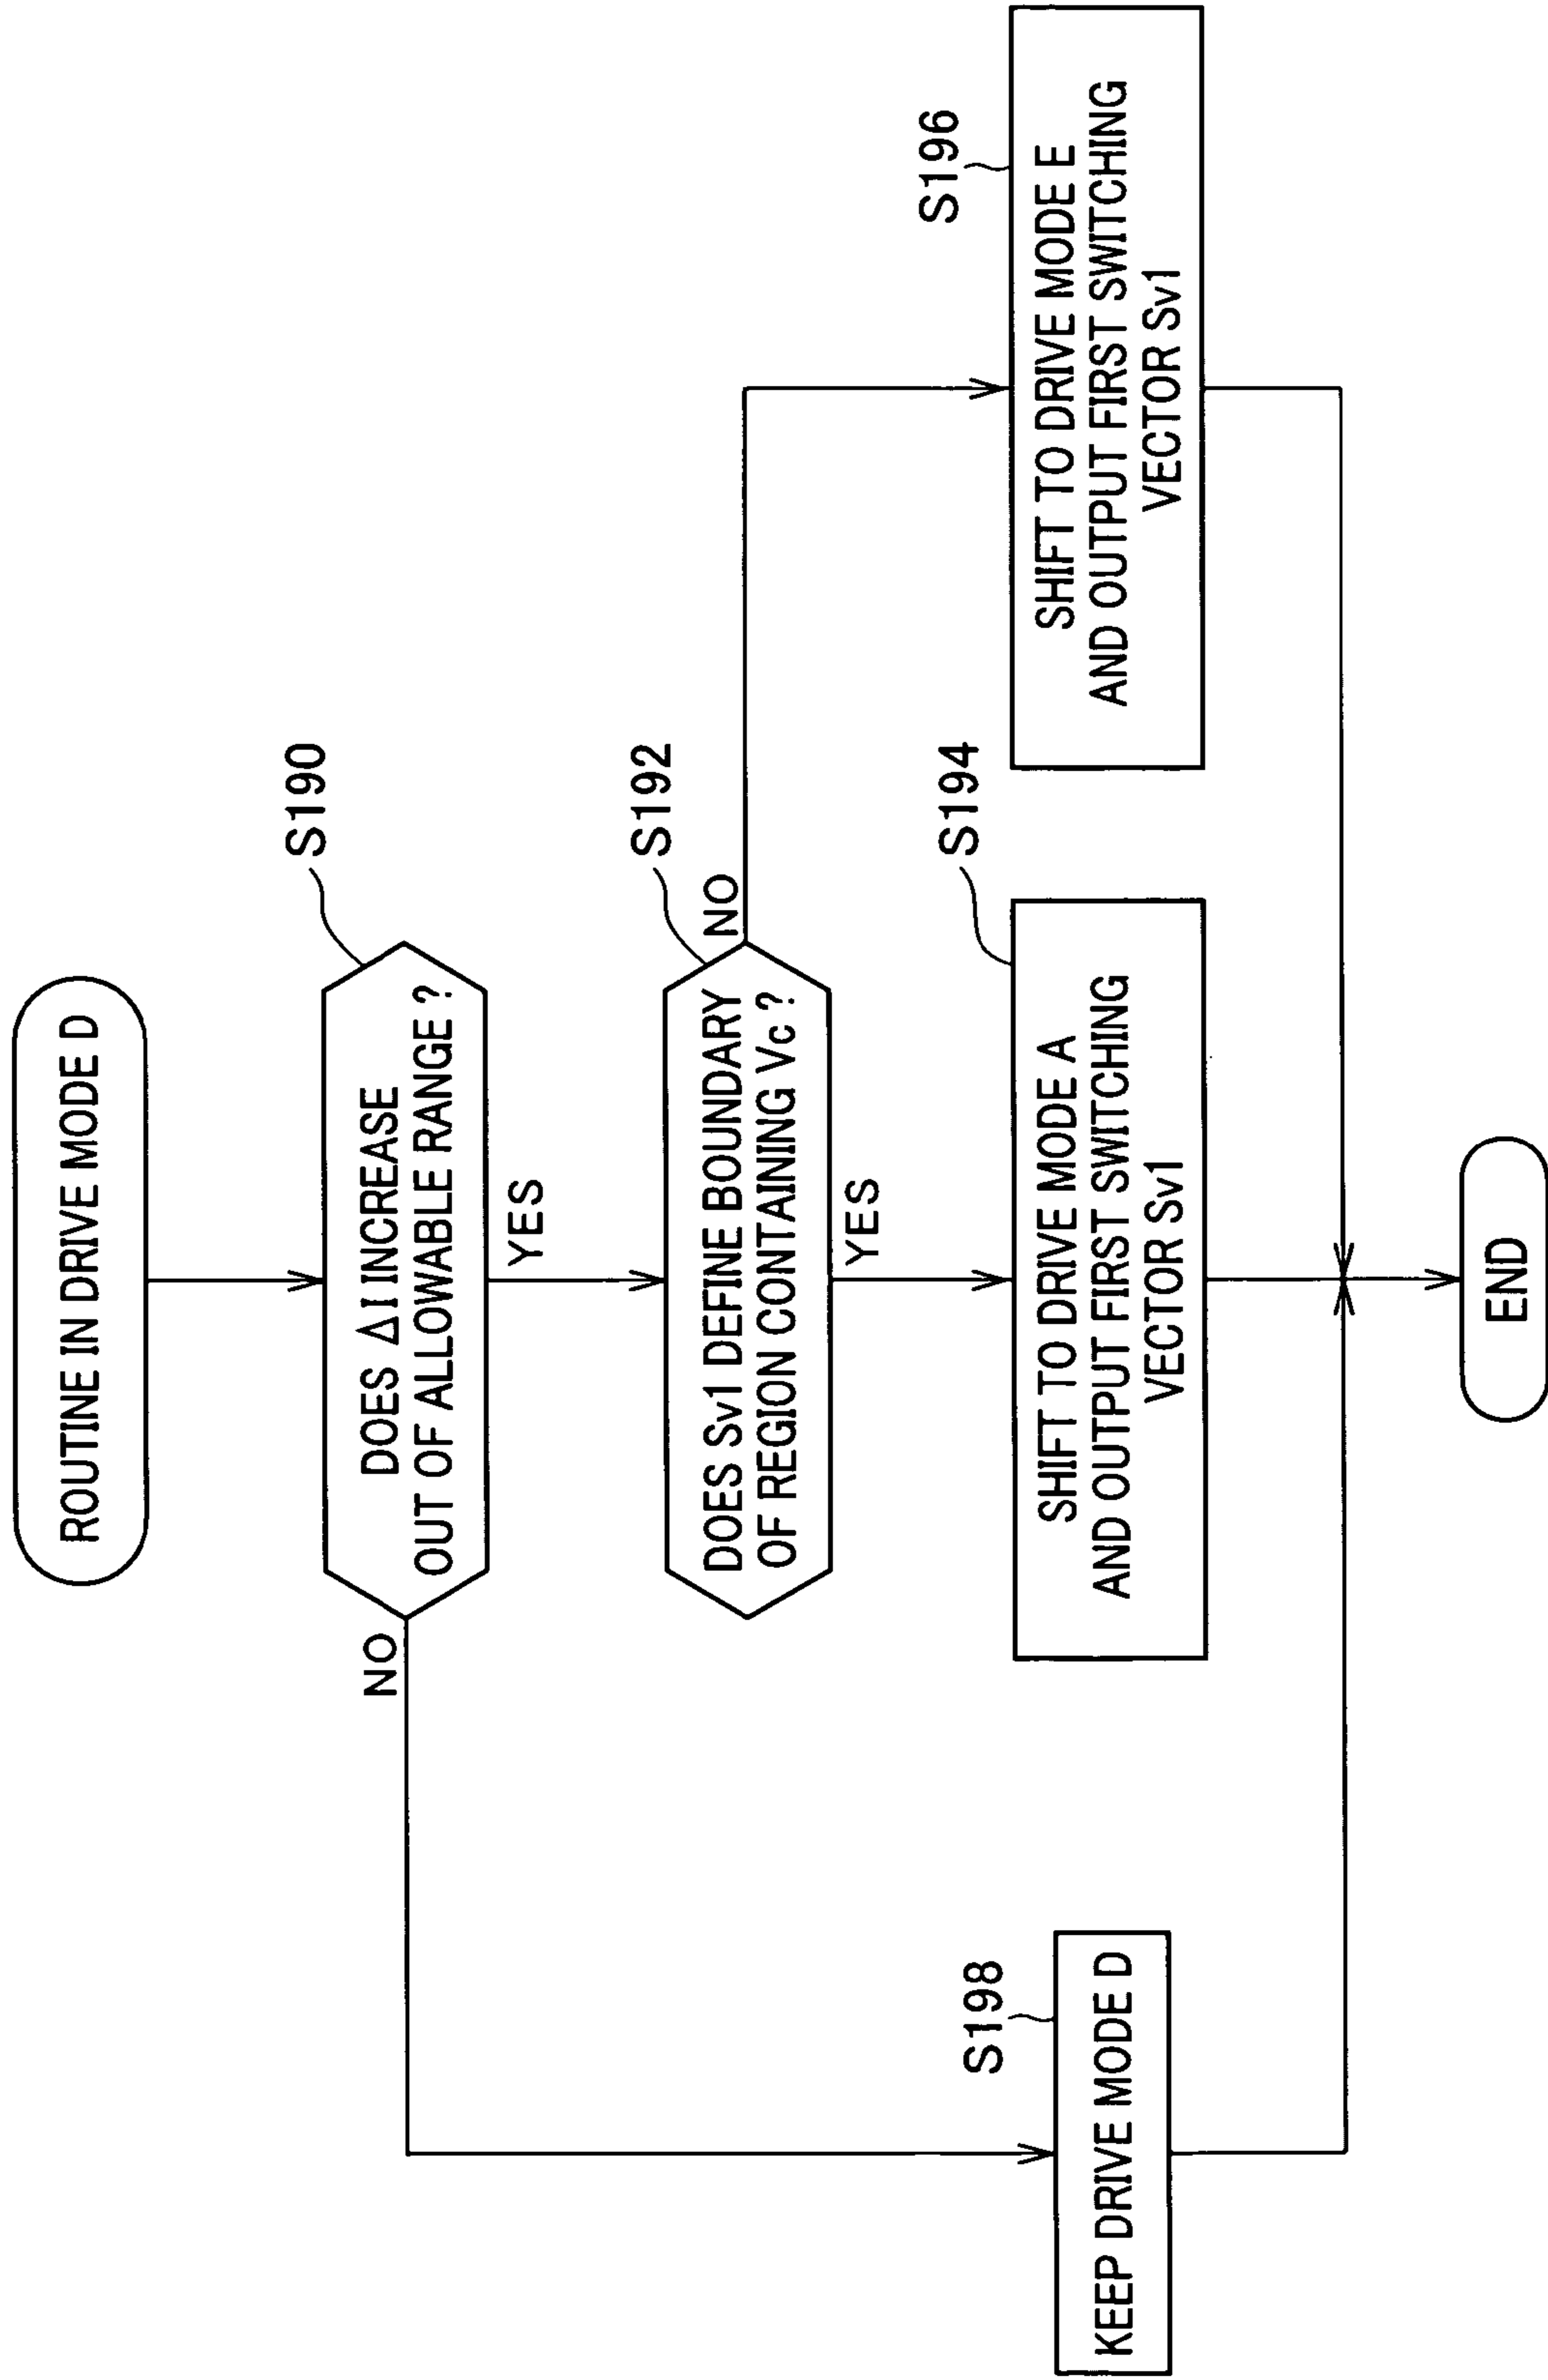 ROUTINE IN DRIVE MODE D
S190
DOES ΔI INCREASE
OUT OF ALLOWABLE RANGE ?
NO
YES
S192
DOES Sv1 DEFINE BOUNDARY
OF REGION CONTAINING Vc ?
NO
YES
S198
KEEP DRIVE MODE D
S194
SHIFT TO DRIVE MODE A
AND OUTPUT FIRST SWITCHING
VECTOR Sv1
S196
SHIFT TO DRIVE MODE E
AND OUTPUT FIRST SWITCHING
VECTOR Sv1
END